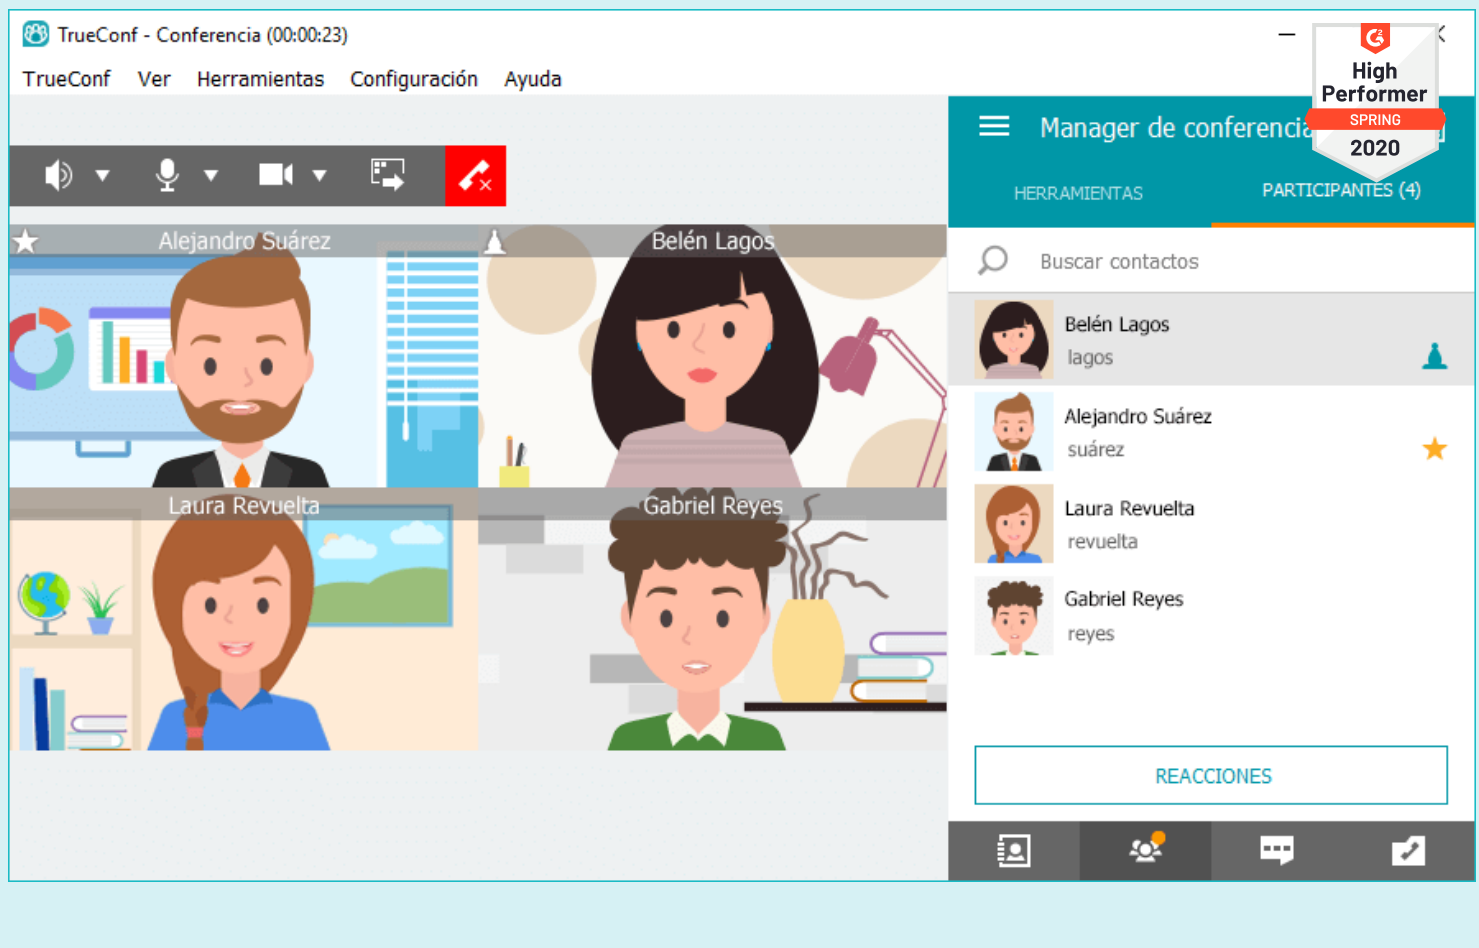 TrueConf - Conferencia (00:00:23)
TrueConf Ver Herramientas Configuración Ayuda
High
Performer
SPRING
2020
Manager de conferencia
HERRAMIENTAS
PARTICIPANTES (4)
Alejandro Suárez
Belén Lagos
Laura Revuelta
Gabriel Reyes
Buscar contactos
Belén Lagos
lagos
Alejandro Suárez
suárez
Laura Revuelta
revuelta
Gabriel Reyes
reyes
REACCIONES